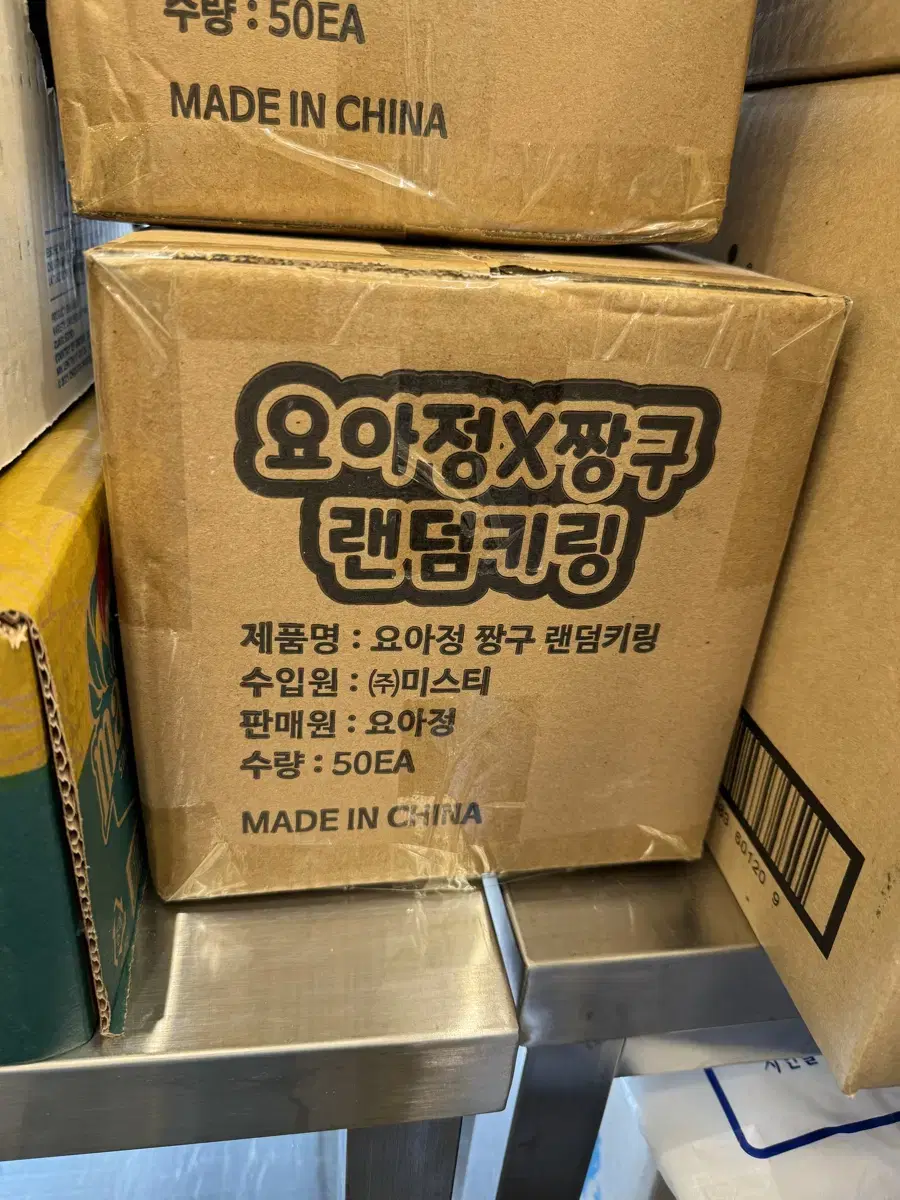 수량 : 50EA
MADE IN CHINA
요아정X짱구
랜덤키링
제품명 : 요아정 짱구 랜덤키링
수입원 : ㈜미스티
판매원 : 요아정
수량 : 50EA
MADE IN CHINA
60120 9